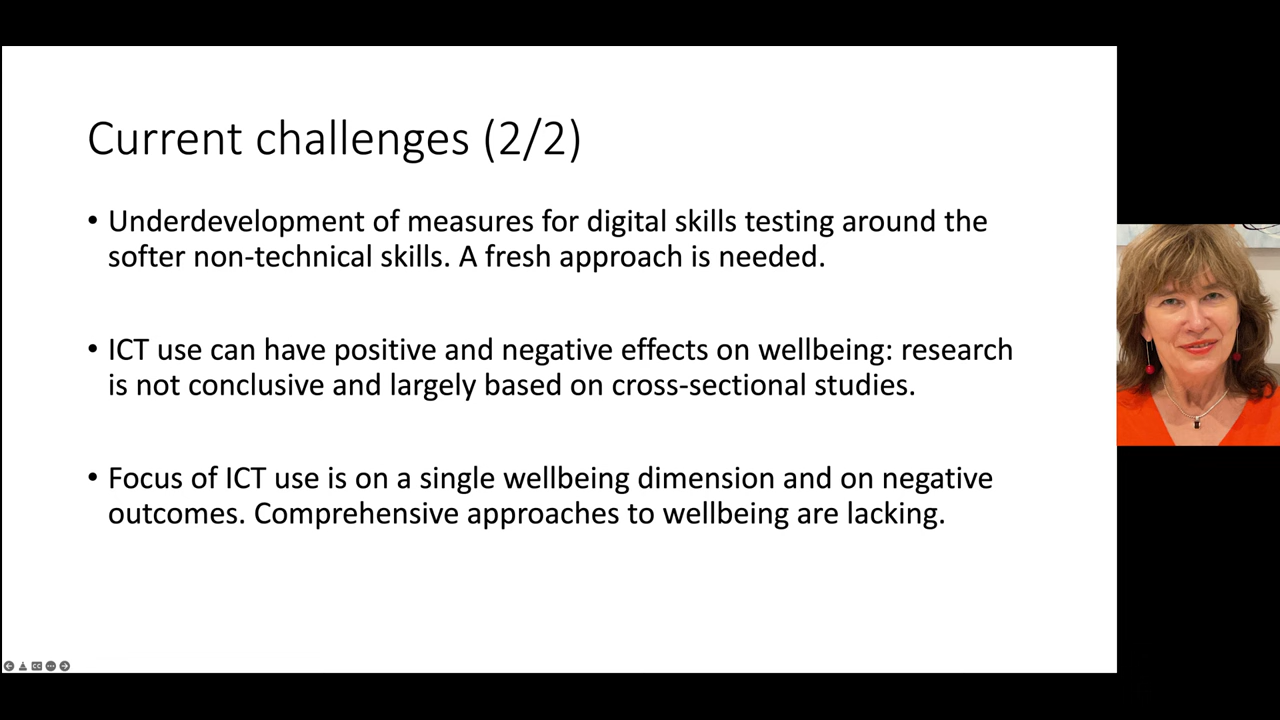 Current challenges (2/2)
• Underdevelopment of measures for digital skills testing around the
softer non-technical skills. A fresh approach is needed.
• ICT use can have positive and negative effects on wellbeing: research
is not conclusive and largely based on cross-sectional studies.
• Focus of ICT use is on a single wellbeing dimension and on negative
outcomes. Comprehensive approaches to wellbeing are lacking.